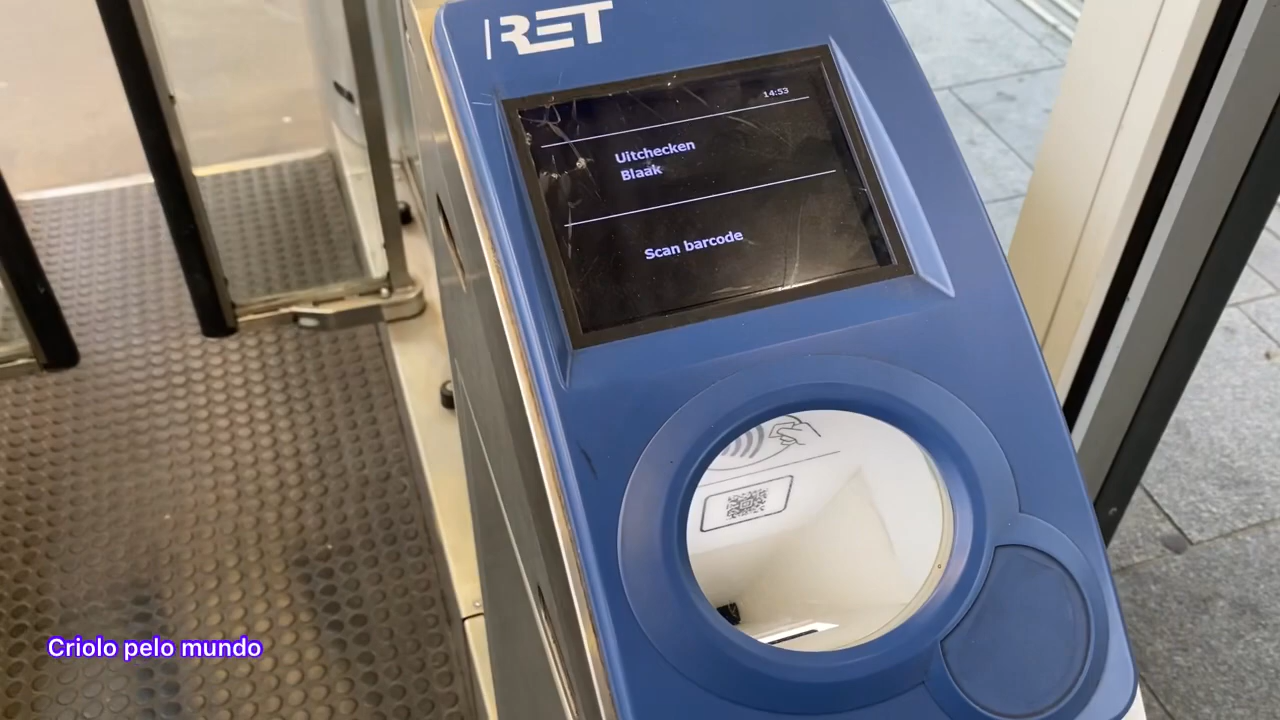 RET
14:53
Uitchecken
Blaak
Scan barcode
Criolo pelo mundo